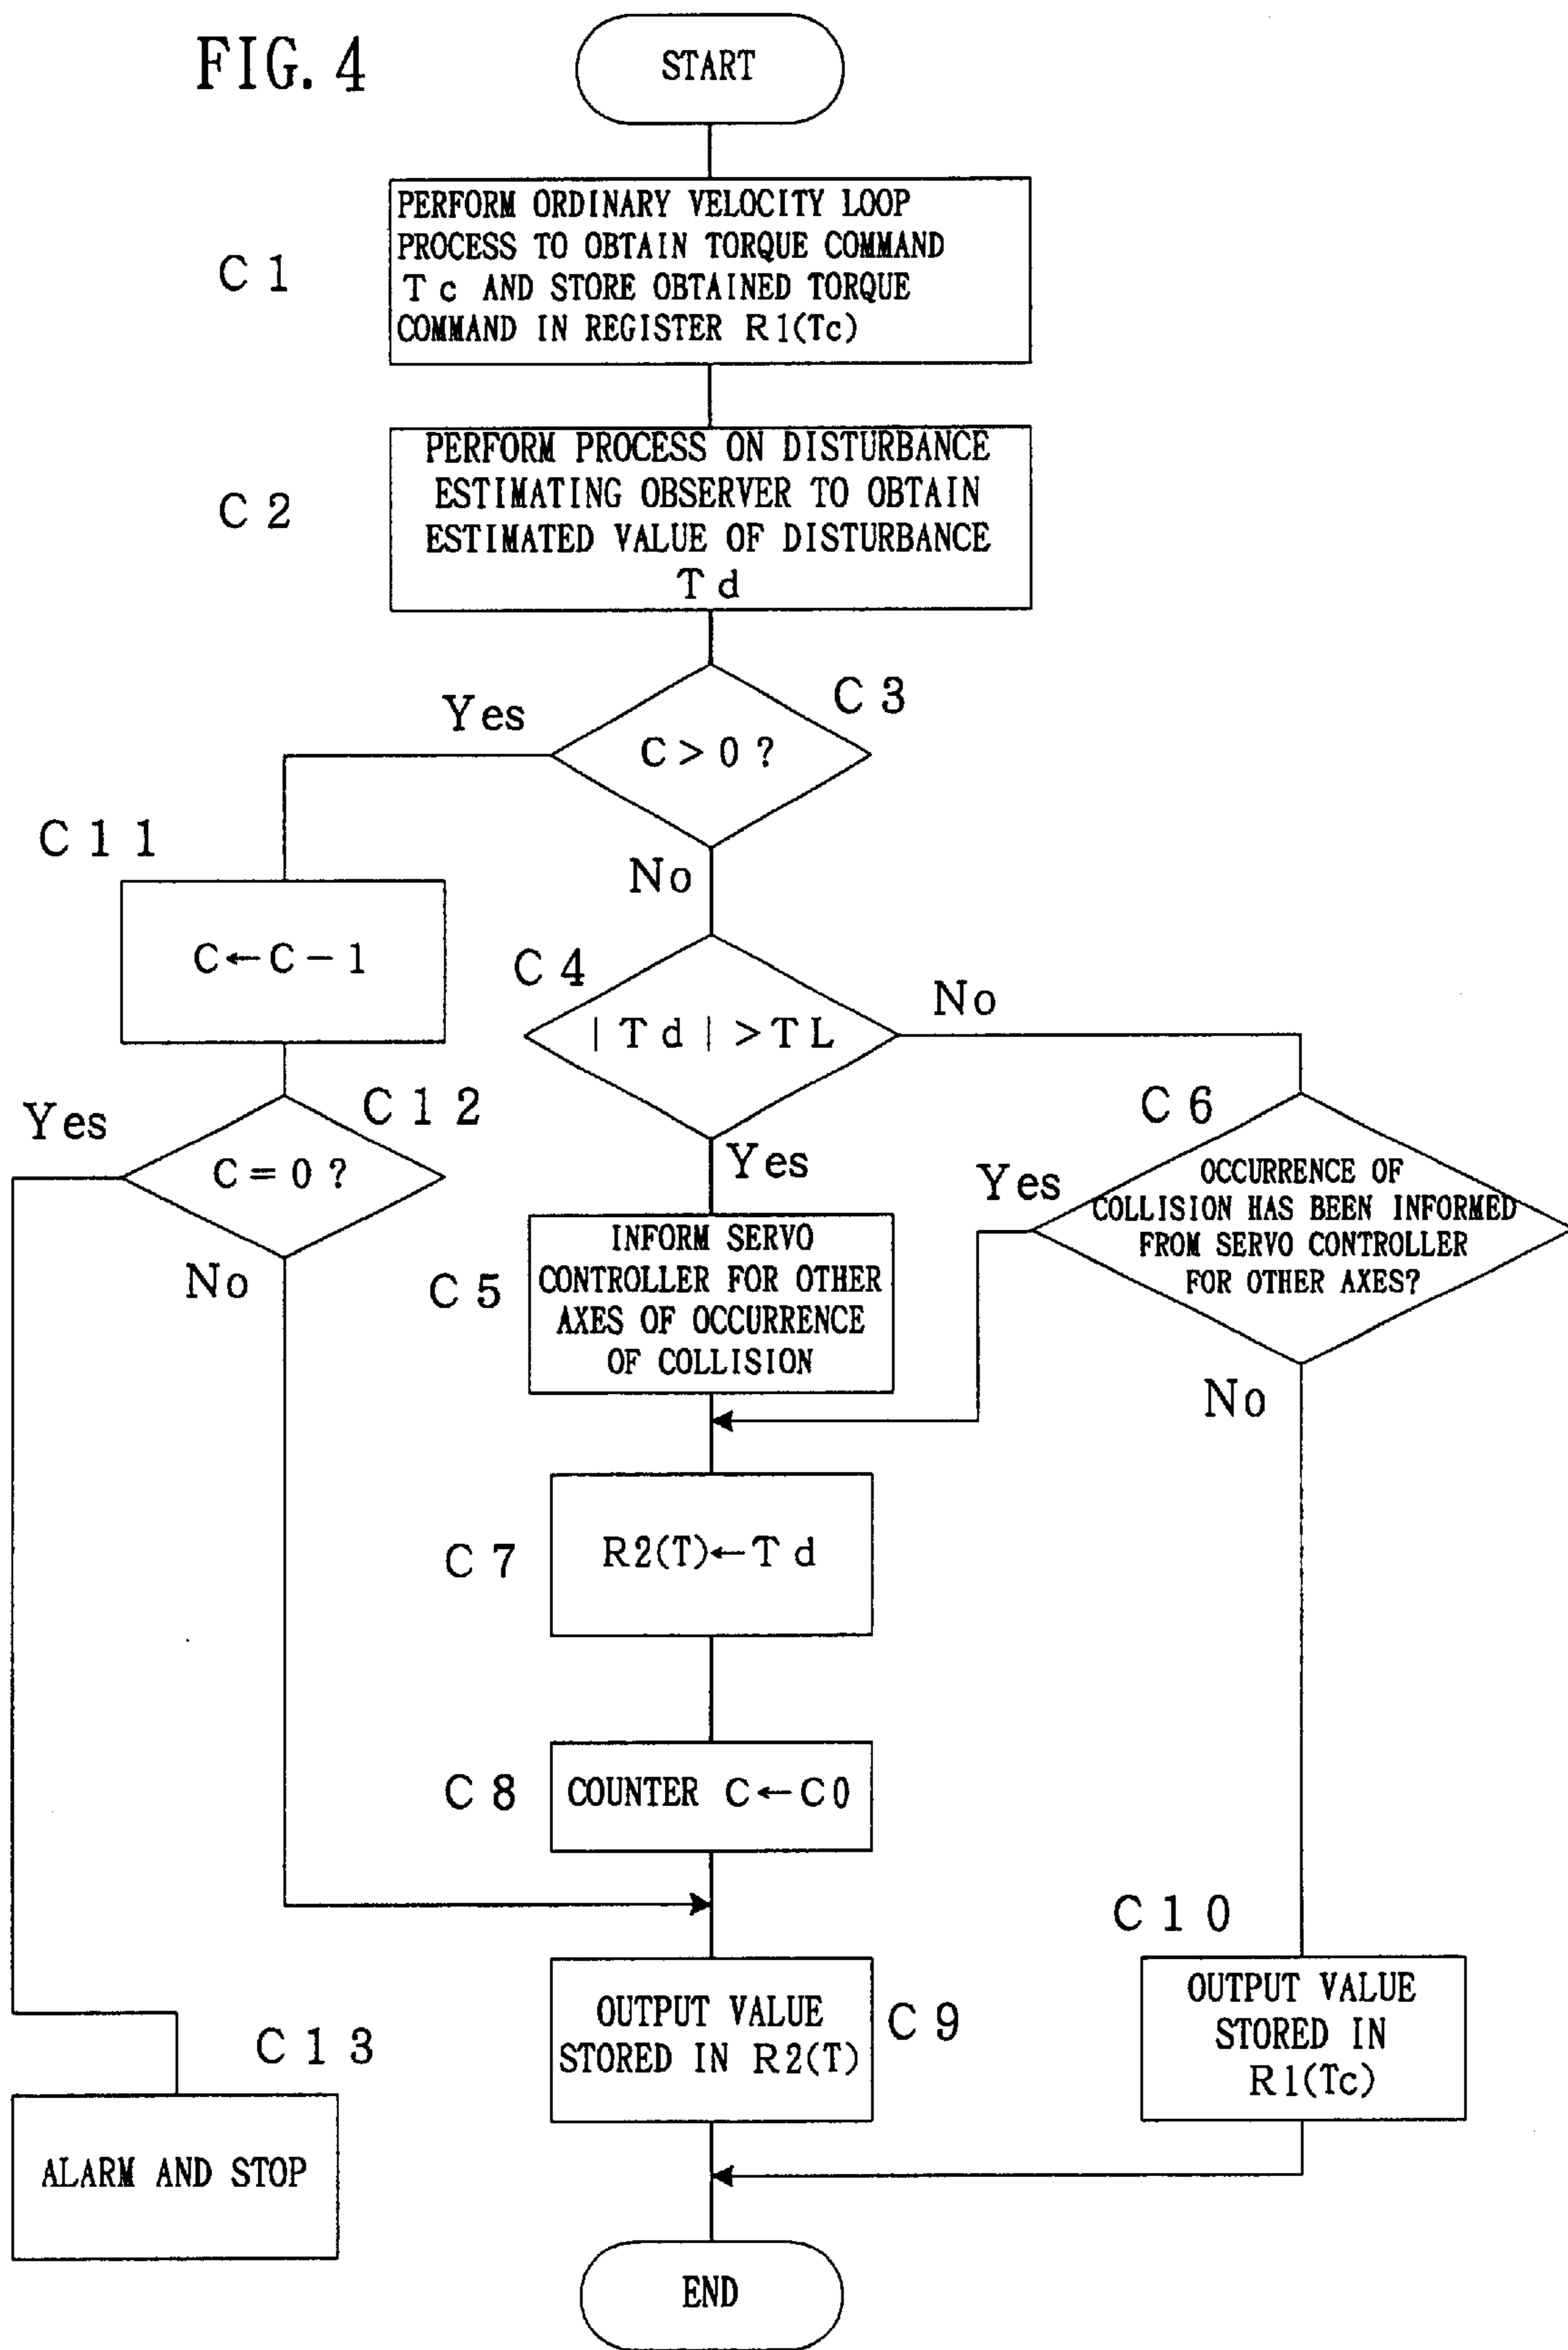 FIG. 4
START
C 1
PERFORM ORDINARY VELOCITY LOOP
PROCESS TO OBTAIN TORQUE COMMAND
Tc AND STORE OBTAINED TORQUE
COMMAND IN REGISTER R1(Tc)
C 2
PERFORM PROCESS ON DISTURBANCE
ESTIMATING OBSERVER TO OBTAIN
ESTIMATED VALUE OF DISTURBANCE
Td
C 3
C > 0 ?
Yes
No
C 1 1
C ← C - 1
C 4
| Td | > TL
No
Yes
C 1 2
C = 0 ?
Yes
No
C 6
OCCURRENCE OF
COLLISION HAS BEEN INFORMED
FROM SERVO CONTROLLER
FOR OTHER AXES?
Yes
No
C 5
INFORM SERVO
CONTROLLER FOR OTHER
AXES OF OCCURRENCE
OF COLLISION
C 7
R2(T) ← Td
C 8
COUNTER C ← C0
C 9
OUTPUT VALUE
STORED IN R2(T)
C 1 0
OUTPUT VALUE
STORED IN
R1(Tc)
C 1 3
ALARM AND STOP
END